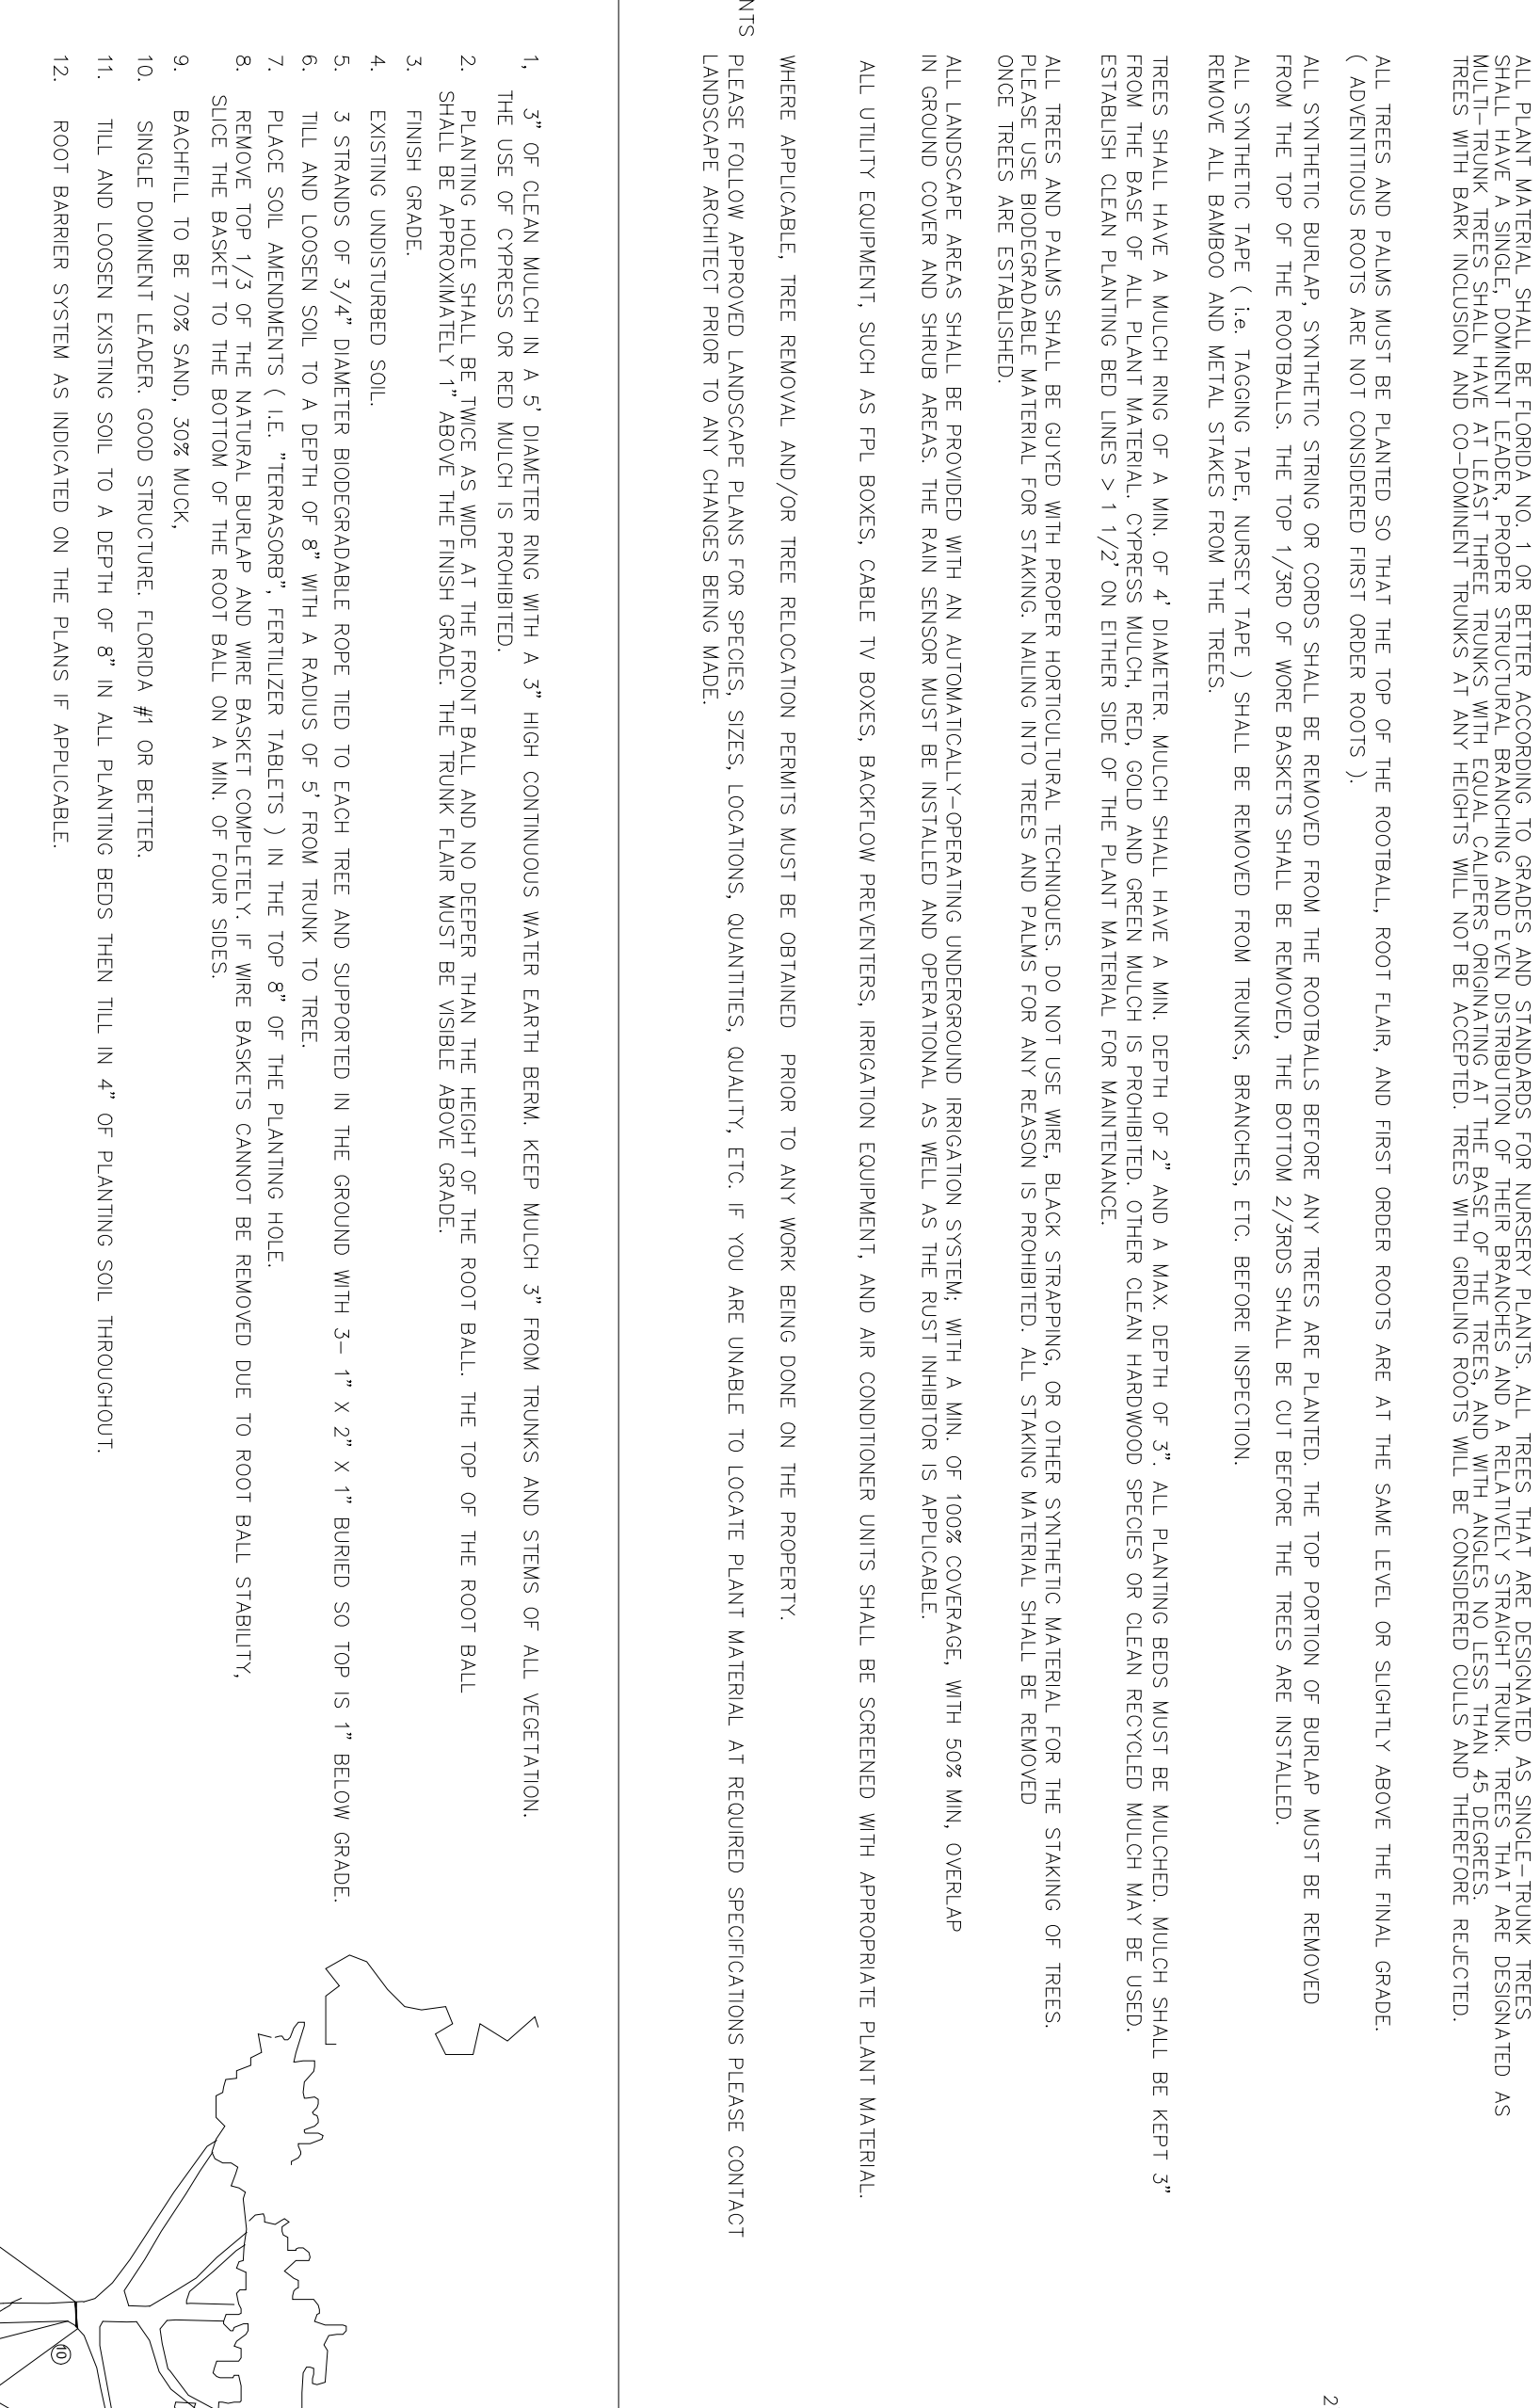 ALL PLANT MATERIAL SHALL BE FLORIDA NO. 1 OR BETTER ACCORDING TO GRADES AND STANDARDS FOR NURSERY PLANTS. ALL TREES THAT ARE DESIGNATED AS SINGLE-TRUNK TREES
SHALL HAVE A SINGLE, DOMINENT LEADER, PROPER STRUCTURAL BRANCHING AND EVEN DISTRIBUTION OF THEIR BRANCHES AND A RELATIVELY STRAIGHT TRUNK. TREES THAT ARE DESIGNATED AS
MULTI-TRUNK TREES SHALL HAVE AT LEAST THREE TRUNKS WITH EQUAL CALIPERS ORIGINATING AT THE BASE OF THE TREES, AND WITH ANGLES NO LESS THAN 45 DEGREES.
TREES WITH BARK INCLUSION AND CO-DOMINENT TRUNKS AT ANY HEIGHTS WILL NOT BE ACCEPTED. TREES WITH GIRDLING ROOTS WILL BE CONSIDERED CULLS AND THEREFORE REJECTED.
ALL TREES AND PALMS MUST BE PLANTED SO THAT THE TOP OF THE ROOTBALL, ROOT FLAIR, AND FIRST ORDER ROOTS ARE AT THE SAME LEVEL OR SLIGHTLY ABOVE THE FINAL GRADE.
( ADVENTITIOUS ROOTS ARE NOT CONSIDERED FIRST ORDER ROOTS ).
2
ALL SYNTHETIC BURLAP, SYNTHETIC STRING OR CORDS SHALL BE REMOVED FROM THE ROOTBALLS BEFORE ANY TREES ARE PLANTED. THE TOP PORTION OF BURLAP MUST BE REMOVED
FROM THE TOP OF THE ROOTBALLS. THE TOP 1/3RD OF WORE BASKETS SHALL BE REMOVED, THE BOTTOM 2/3RDS SHALL BE CUT BEFORE THE TREES ARE INSTALLED.
ALL SYNTHETIC TAPE ( i.e. TAGGING TAPE, NURSEY TAPE ) SHALL BE REMOVED FROM TRUNKS, BRANCHES, ETC. BEFORE INSPECTION.
REMOVE ALL BAMBOO AND METAL STAKES FROM THE TREES.
TREES SHALL HAVE A MULCH RING OF A MIN. OF 4' DIAMETER. MULCH SHALL HAVE A MIN. DEPTH OF 2" AND A MAX. DEPTH OF 3". ALL PLANTING BEDS MUST BE MULCHED. MULCH SHALL BE KEPT 3"
FROM THE BASE OF ALL PLANT MATERIAL. CYPRESS MULCH, RED, GOLD AND GREEN MULCH IS PROHIBITED. OTHER CLEAN HARDWOOD SPECIES OR CLEAN RECYCLED MULCH MAY BE USED.
ESTABLISH CLEAN PLANTING BED LINES > 1 1/2' ON EITHER SIDE OF THE PLANT MATERIAL FOR MAINTENANCE.
ALL TREES AND PALMS SHALL BE GUYED WITH PROPER HORTICULTURAL TECHNIQUES. DO NOT USE WIRE, BLACK STRAPPING, OR OTHER SYNTHETIC MATERIAL FOR THE STAKING OF TREES.
PLEASE USE BIODEGRADABLE MATERIAL FOR STAKING. NAILING INTO TREES AND PALMS FOR ANY REASON IS PROHIBITED. ALL STAKING MATERIAL SHALL BE REMOVED
ONCE TREES ARE ESTABLISHED.
ALL LANDSCAPE AREAS SHALL BE PROVIDED WITH AN AUTOMATICALLY-OPERATING UNDERGROUND IRRIGATION SYSTEM; WITH A MIN. OF 100% COVERAGE, WITH 50% MIN, OVERLAP
IN GROUND COVER AND SHRUB AREAS. THE RAIN SENSOR MUST BE INSTALLED AND OPERATIONAL AS WELL AS THE RUST INHIBITOR IS APPLICABLE.
ALL UTILITY EQUIPMENT, SUCH AS FPL BOXES, CABLE TV BOXES, BACKFLOW PREVENTERS, IRRIGATION EQUIPMENT, AND AIR CONDITIONER UNITS SHALL BE SCREENED WITH APPROPRIATE PLANT MATERIAL.
WHERE APPLICABLE, TREE REMOVAL AND/OR TREE RELOCATION PERMITS MUST BE OBTAINED PRIOR TO ANY WORK BEING DONE ON THE PROPERTY.
NTS
PLEASE FOLLOW APPROVED LANDSCAPE PLANS FOR SPECIES, SIZES, LOCATIONS, QUANTITIES, QUALITY, ETC. IF YOU ARE UNABLE TO LOCATE PLANT MATERIAL AT REQUIRED SPECIFICATIONS PLEASE CONTACT
LANDSCAPE ARCHITECT PRIOR TO ANY CHANGES BEING MADE.
1, 3" OF CLEAN MULCH IN A 5' DIAMETER RING WITH A 3" HIGH CONTINUOUS WATER EARTH BERM. KEEP MULCH 3" FROM TRUNKS AND STEMS OF ALL VEGETATION.
THE USE OF CYPRESS OR RED MULCH IS PROHIBITED.
2. PLANTING HOLE SHALL BE TWICE AS WIDE AT THE FRONT BALL AND NO DEEPER THAN THE HEIGHT OF THE ROOT BALL. THE TOP OF THE ROOT BALL
SHALL BE APPROXIMATELY 1" ABOVE THE FINISH GRADE. THE TRUNK FLAIR MUST BE VISIBLE ABOVE GRADE.
3. FINISH GRADE.
4. EXISTING UNDISTURBED SOIL.
5. 3 STRANDS OF 3/4" DIAMETER BIODEGRADABLE ROPE TIED TO EACH TREE AND SUPPORTED IN THE GROUND WITH 3- 1" X 2" X 1" BURIED SO TOP IS 1" BELOW GRADE.
6. TILL AND LOOSEN SOIL TO A DEPTH OF 8" WITH A RADIUS OF 5' FROM TRUNK TO TREE.
7. PLACE SOIL AMENDMENTS ( I.E. "TERRASORB", FERTILIZER TABLETS ) IN THE TOP 8" OF THE PLANTING HOLE.
8. REMOVE TOP 1/3 OF THE NATURAL BURLAP AND WIRE BASKET COMPLETELY. IF WIRE BASKETS CANNOT BE REMOVED DUE TO ROOT BALL STABILITY,
SLICE THE BASKET TO THE BOTTOM OF THE ROOT BALL ON A MIN. OF FOUR SIDES.
9. BACHFILL TO BE 70% SAND, 30% MUCK,
10. SINGLE DOMINENT LEADER. GOOD STRUCTURE. FLORIDA #1 OR BETTER.
11. TILL AND LOOSEN EXISTING SOIL TO A DEPTH OF 8" IN ALL PLANTING BEDS THEN TILL IN 4" OF PLANTING SOIL THROUGHOUT.
12. ROOT BARRIER SYSTEM AS INDICATED ON THE PLANS IF APPLICABLE.
10